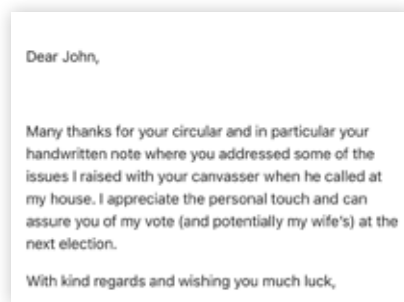 Dear John,
Many thanks for your circular and in particular your
handwritten note where you addressed some of the
issues I raised with your canvasser when he called at
my house. I appreciate the personal touch and can
assure you of my vote (and potentially my wife's) at the
next election.
With kind regards and wishing you much luck,